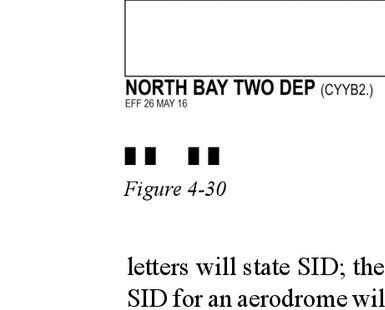 NORTH BAY TWO DEP (CYYB2.)
EFF 26 MAY 16
Figure 4-30
letters will state SID; the
SID for an aerodrome wil